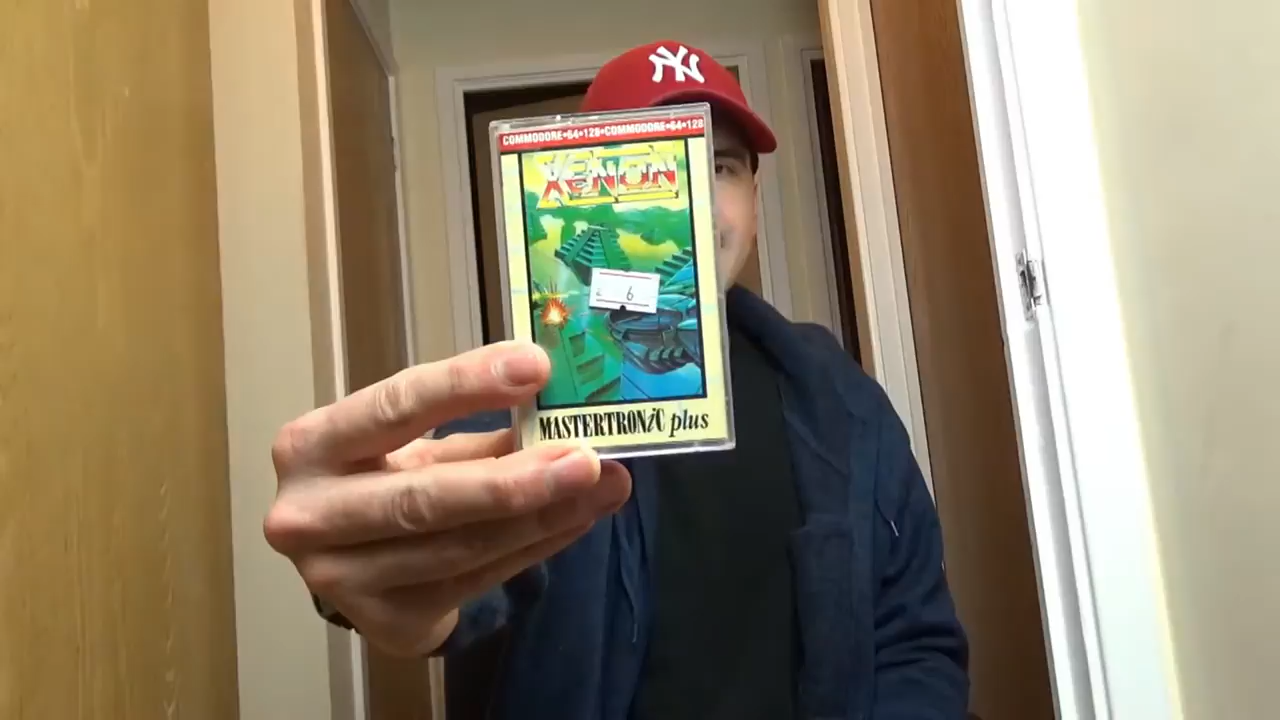 NY
COMMODORE•64•128•COMMODORE•64•128
XENON
£ 6
MASTERTRONiC plus